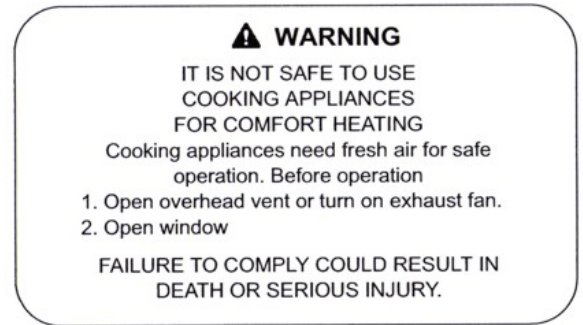 WARNING
IT IS NOT SAFE TO USE
COOKING APPLIANCES
FOR COMFORT HEATING
Cooking appliances need fresh air for safe
operation. Before operation
1. Open overhead vent or turn on exhaust fan.
2. Open window
FAILURE TO COMPLY COULD RESULT IN
DEATH OR SERIOUS INJURY.